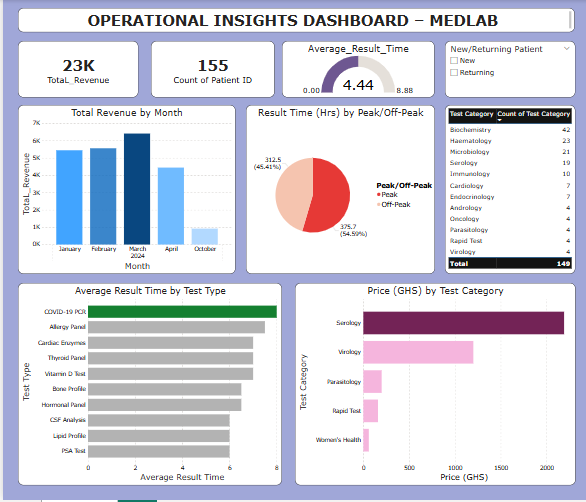 OPERATIONAL INSIGHTS DASHBOARD – MEDLAB
23K
TotaL_Revenue
155
Count of Patient ID
Average_Result_Time
4.44
0.00
8.88
New/Returning Patient
New
Returning
Total Revenue by Month
TotaL_Revenue
7K
6K
5K
4K
3K
2K
1K
0K
January
February
March
April
October
2024
Month
Result Time (Hrs) by Peak/Off-Peak
312.5
(45.41%)
375.7
(54.59%)
Peak/Off-Peak
Peak
Off-Peak
Test Category Count of Test Category
Biochemistry 42
Haematology 23
Microbiology 21
Serology 19
Immunology 10
Cardiology 7
Endocrinology 7
Andrology 4
Oncology 4
Parasitology 4
Rapid Test 4
Virology 4
Total 149
Average Result Time by Test Type
Test Type
COVID-19 PCR
Allergy Panel
Cardiac Enzymes
Thyroid Panel
Vitamin D Test
Bone Profile
Hormonal Panel
CSF Analysis
Lipid Profile
PSA Test
0 2 4 6 8
Average Result Time
Price (GHS) by Test Category
Test Category
Serology
Virology
Parasitology
Rapid Test
Women's Health
0 500 1000 1500 2000
Price (GHS)